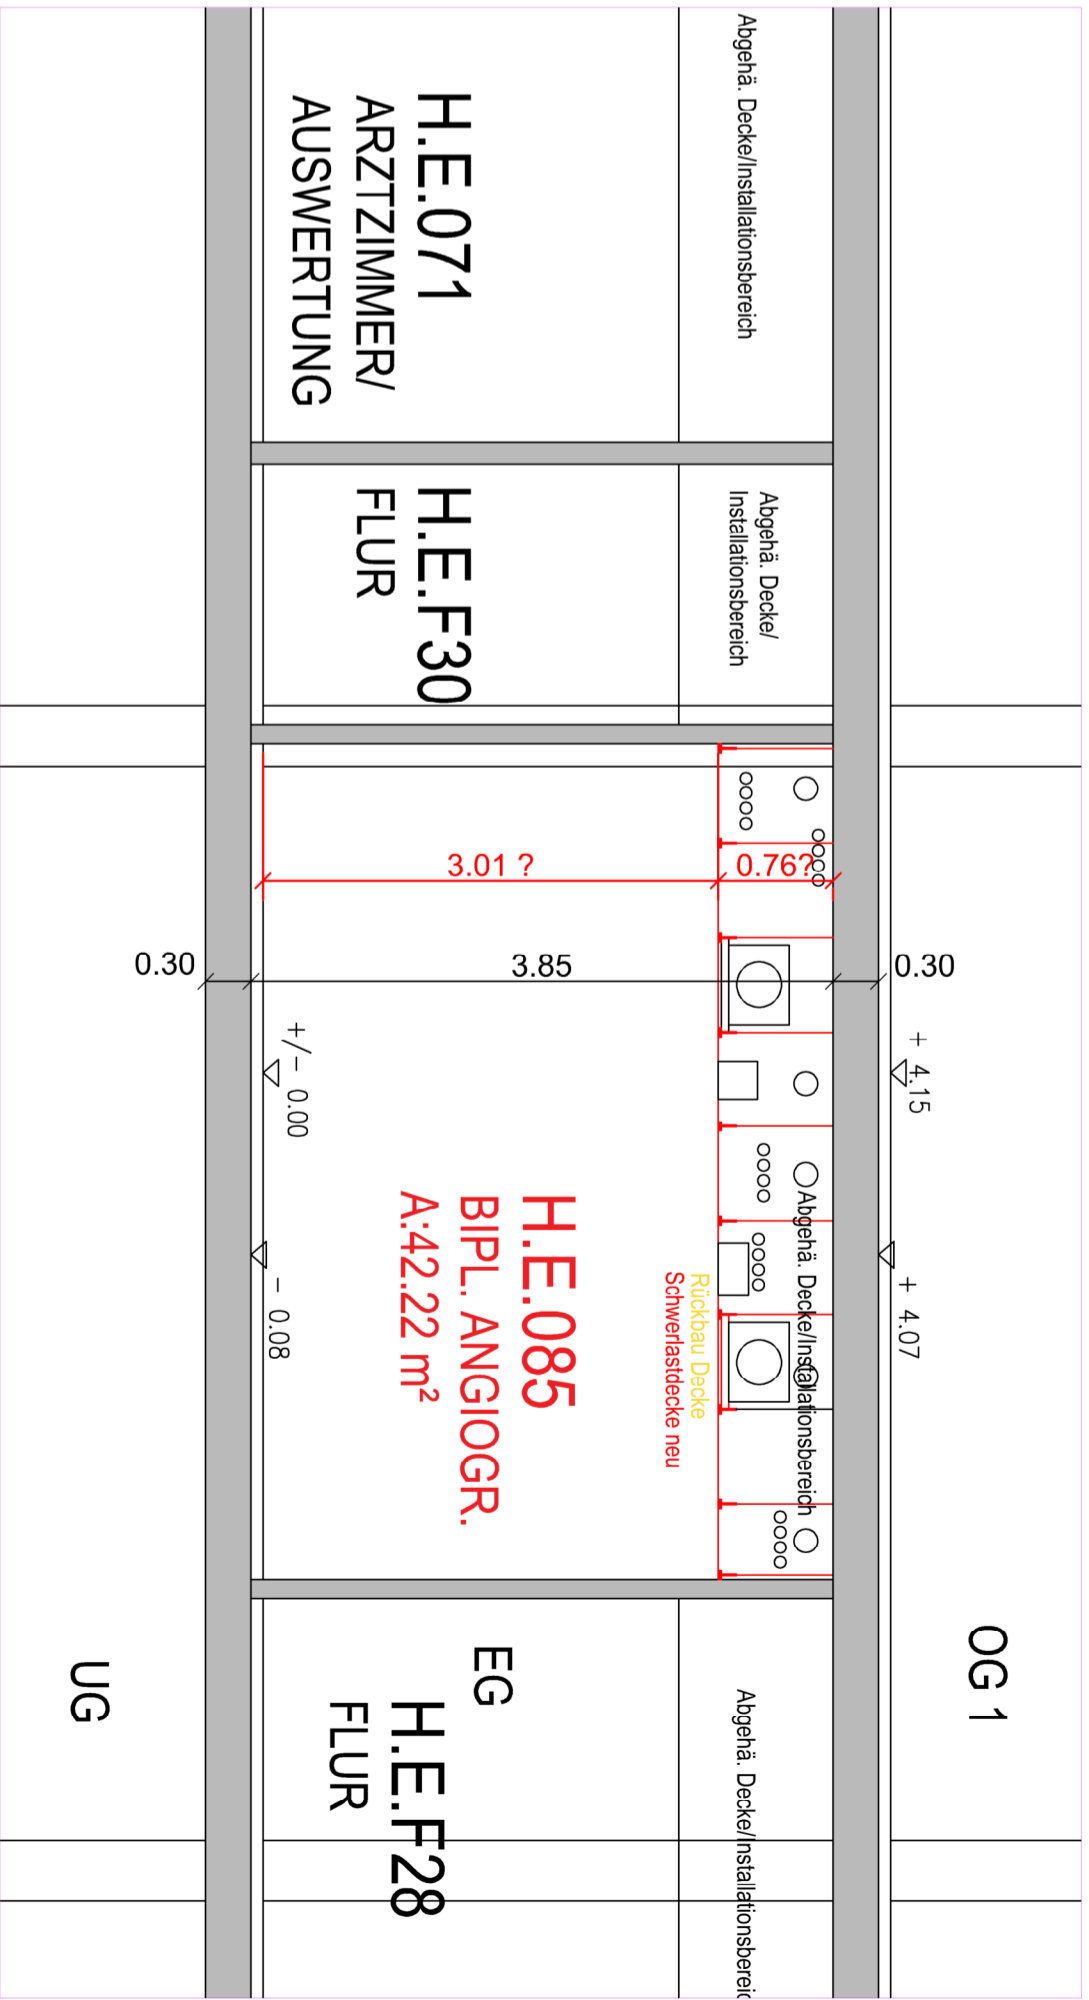 OG 1
Abgehä. Decke/Installationsbereich
H.E.071
ARZTZIMMER/
AUSWERTUNG
Abgehä. Decke/
Installationsbereich
H.E.F30
FLUR
0.76?
3.01 ?
0.30
3.85
0.30
+ 4.15
+ 4.07
+/- 0.00
- 0.08
Abgehä. Decke/Installationsbereich
Rückbau Decke
Schwerlastdecke neu
H.E.085
BIPL. ANGIOGR.
A:42.22 m²
Abgehä. Decke/Installationsbereic
EG
H.E.F28
FLUR
UG